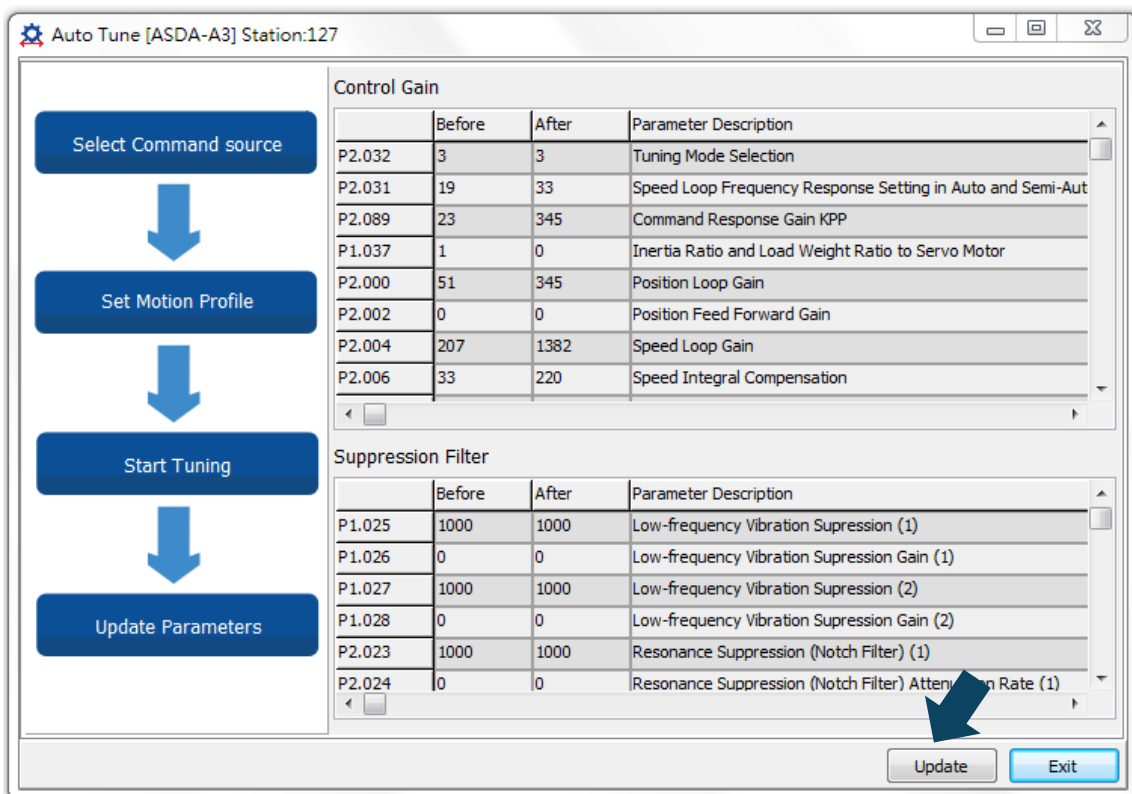 Auto Tune [ASDA-A3] Station:127
Select Command source
Set Motion Profile
Start Tuning
Update Parameters
Control Gain
Before After Parameter Description
P2.032 3 3 Tuning Mode Selection
P2.031 19 33 Speed Loop Frequency Response Setting in Auto and Semi-Aut
P2.089 23 345 Command Response Gain KPP
P1.037 1 0 Inertia Ratio and Load Weight Ratio to Servo Motor
P2.000 51 345 Position Loop Gain
P2.002 0 0 Position Feed Forward Gain
P2.004 207 1382 Speed Loop Gain
P2.006 33 220 Speed Integral Compensation
Suppression Filter
Before After Parameter Description
P1.025 1000 1000 Low-frequency Vibration Supression (1)
P1.026 0 0 Low-frequency Vibration Supression Gain (1)
P1.027 1000 1000 Low-frequency Vibration Supression (2)
P1.028 0 0 Low-frequency Vibration Supression Gain (2)
P2.023 1000 1000 Resonance Suppression (Notch Filter) (1)
P2.024 0 0 Resonance Suppression (Notch Filter) Rate (1)
Update Exit